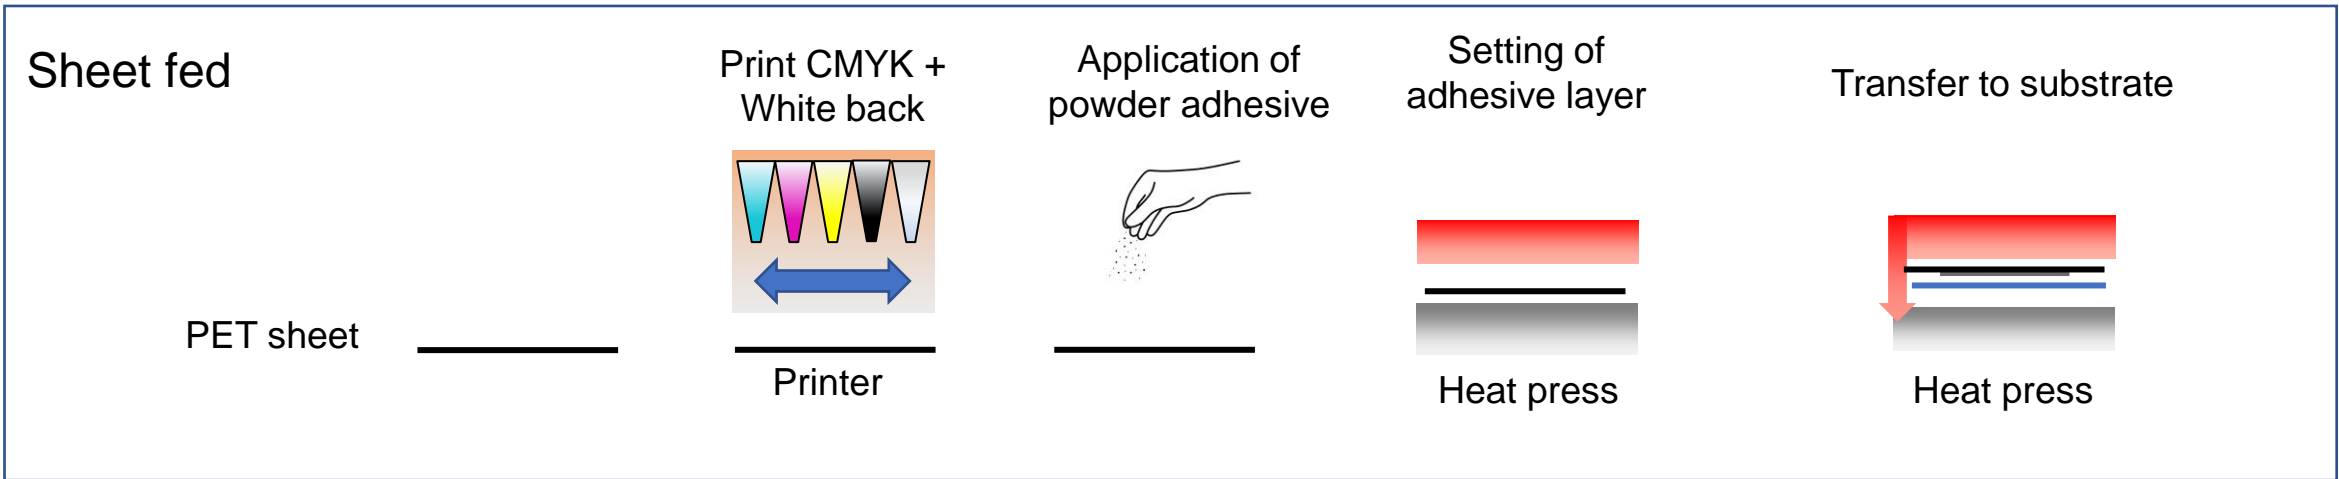 Sheet fed
Print CMYK +
White back
Application of
powder adhesive
Setting of
adhesive layer
Transfer to substrate
PET sheet
Printer
Heat press
Heat press